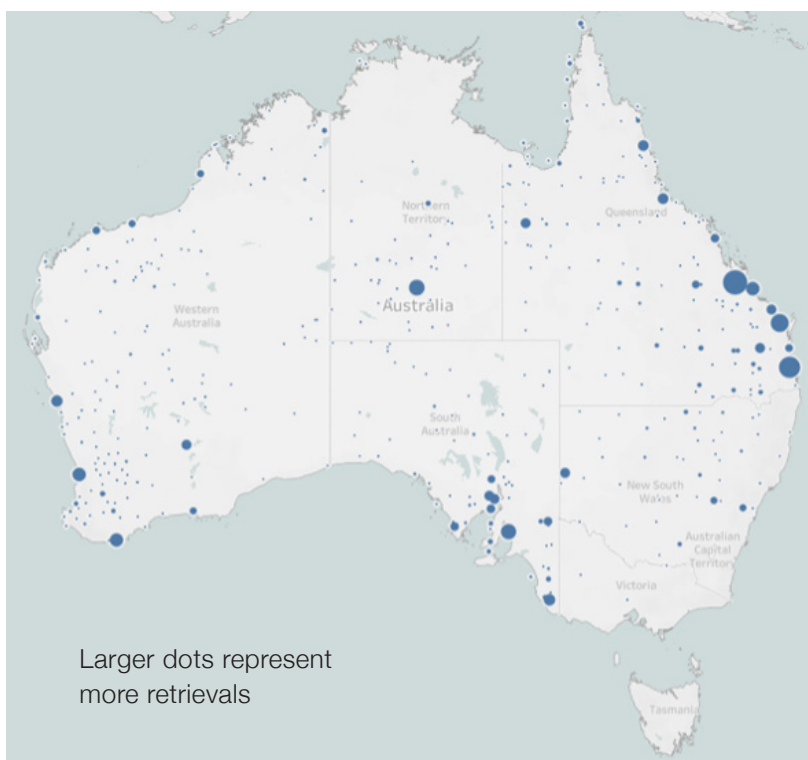 Northern
Territory
Queensland
Western
Australia
Australia
South
Australia
New South
Wales
Australian
Capital
Territory
Victoria
Tasmania
Larger dots represent
more retrievals